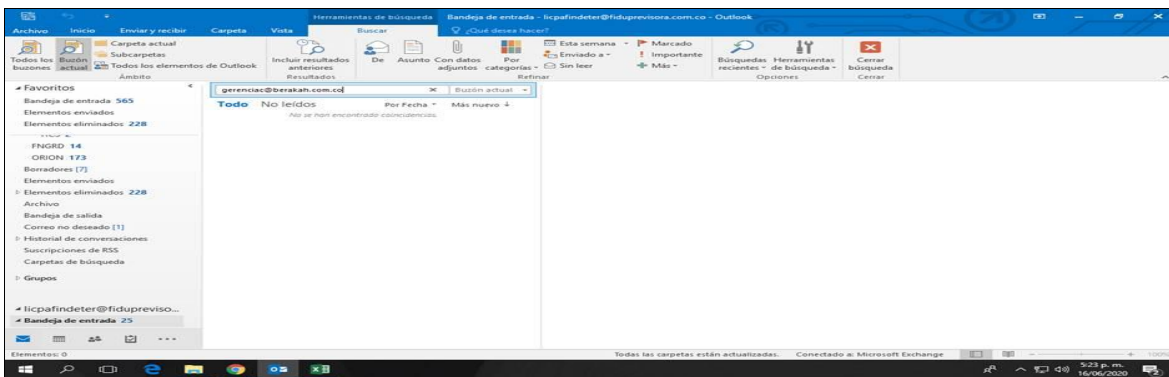 Herramientas de búsqueda Bandeja de entrada - licpafindeter@fiduprevisora.com.co - Outlook
Archivo Inicio Enviar y recibir Carpeta Vista Buscar ¿Qué desea hacer?
Todos los buzones
Buzón actual
Carpeta actual
Subcarpetas
Todos los elementos de Outlook
Ámbito
Incluir resultados anteriores
Resultados
De
Asunto
Con datos adjuntos
Por categorías
Esta semana
Enviado a
Sin leer
Marcado
Importante
Más
Refinar
Búsquedas recientes
Herramientas de búsqueda
Opciones
Cerrar búsqueda
Cerrar
Favoritos
Bandeja de entrada 565
Elementos enviados
Elementos eliminados 228
FNGRD 14
ORION 173
Borradores [7]
Elementos enviados
Elementos eliminados 228
Archivo
Bandeja de salida
Correo no deseado [1]
Historial de conversaciones
Suscripciones de RSS
Carpetas de búsqueda
Grupos
licpafindeter@fidupreviso...
Bandeja de entrada 25
gerenciac@berakah.com.co Buzón actual
Todo No leídos Por Fecha Más nuevo
No se han encontrado coincidencias.
Elementos: 0 Todas las carpetas están actualizadas. Conectado a: Microsoft Exchange 100%
5:23 p. m.
16/06/2020